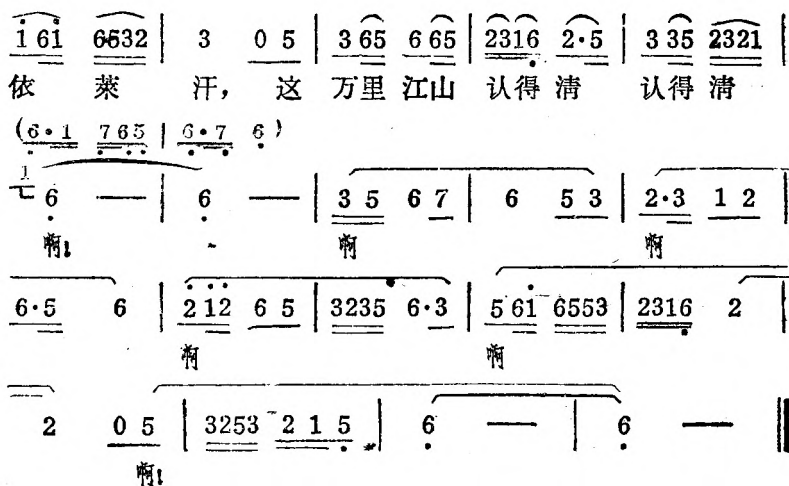 1 61 6532 | 3 0 5 | 3 65 6 65 | 2316 2·5 | 3 35 2321 |
依 莱 汗， 这 万里 江山 认得 清 认得 清
(6·1 765 | 6·7 6)
1 6 — | 6 — | 3 5 6 7 | 6 5 3 | 2·3 1 2 |
啊! 啊 啊
6·5 6 | 2 12 6 5 | 3235 6·3 | 5 61 6553 | 2316 2 |
啊 啊
2 0 5 | 3253 2 1 5 | 6 — | 6 — ‖
啊!